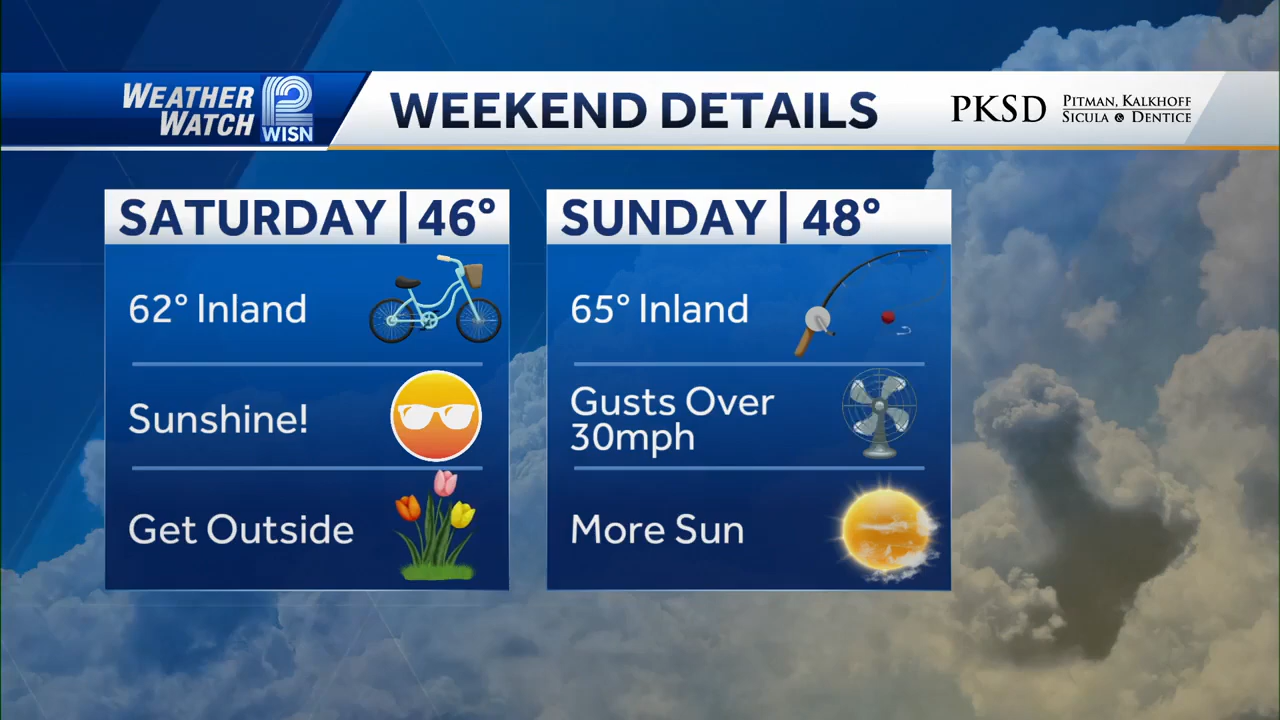 WEATHER
WATCH
12
WISN
WEEKEND DETAILS
PKSD
PITMAN, KALKHOFF
SICULA & DENTICE
SATURDAY | 46°
62° Inland
Sunshine!
Get Outside
SUNDAY | 48°
65° Inland
Gusts Over
30mph
More Sun